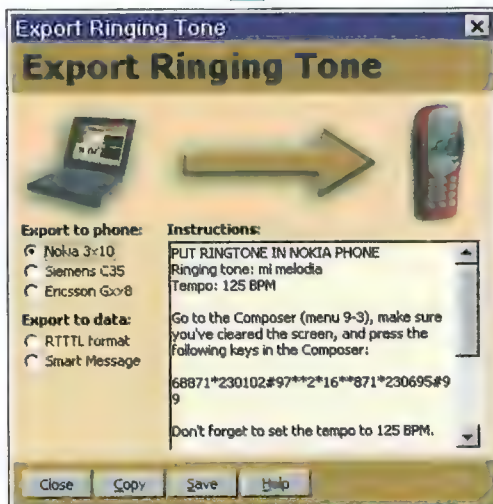 Export Ringing Tone
Export Ringing Tone
Export to phone:
Nokia 3x10
Siemens C35
Ericsson Gxx8
Export to data:
RTTTL format
Smart Message
Instructions:
PUT RINGTONE IN NOKIA PHONE
Ringing tone: mi melodia
Tempo: 125 BPM
Go to the Composer (menu 9-3), make sure
you've cleared the screen, and press the
following keys in the Composer:
68871*230102#97**2*16**871*230695#9
9
Don't forget to set the tempo to 125 BPM.
Close Copy Save Help